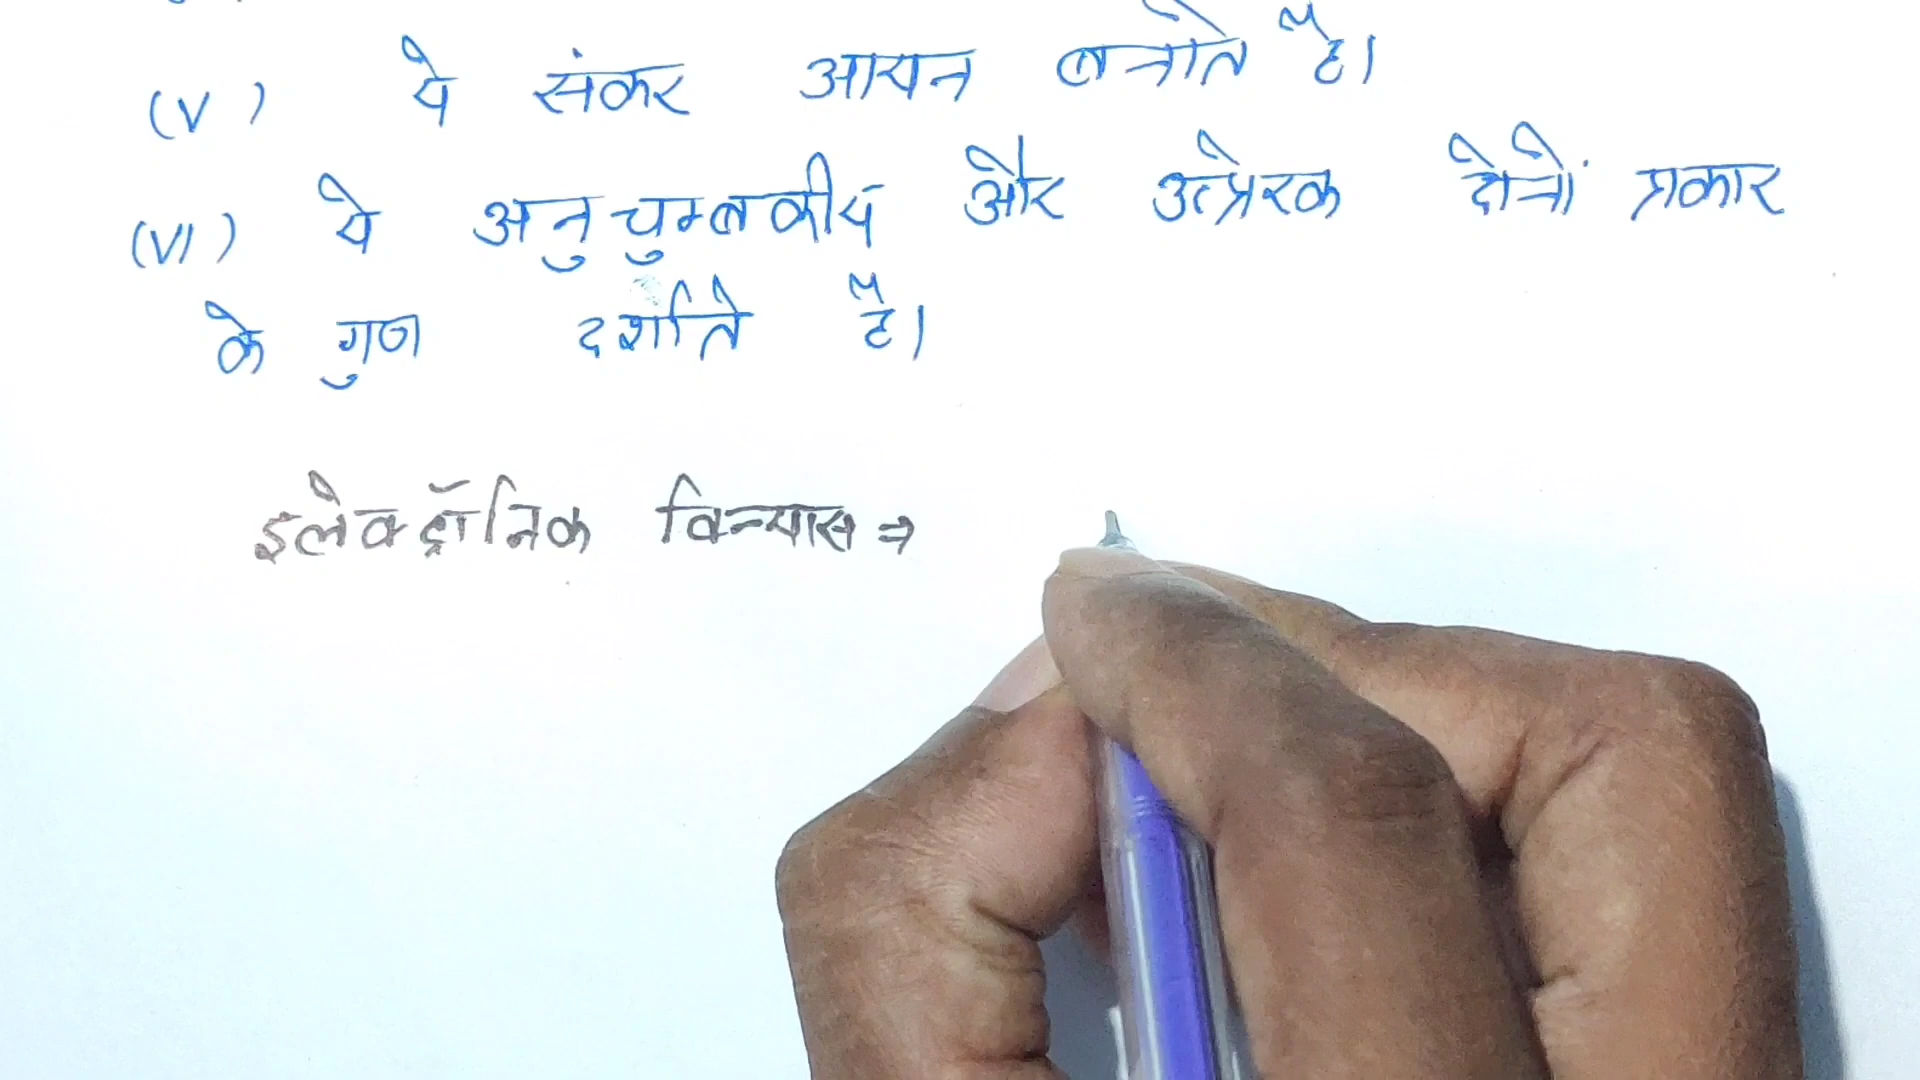 (V) ये संकर आयन बनाते है।
(VI) ये अनुचुम्बकीय और उत्प्रेरक दोनों प्रकार
के गुण दर्शाते है।
इलेक्ट्रॉनिक विन्यास ⇒